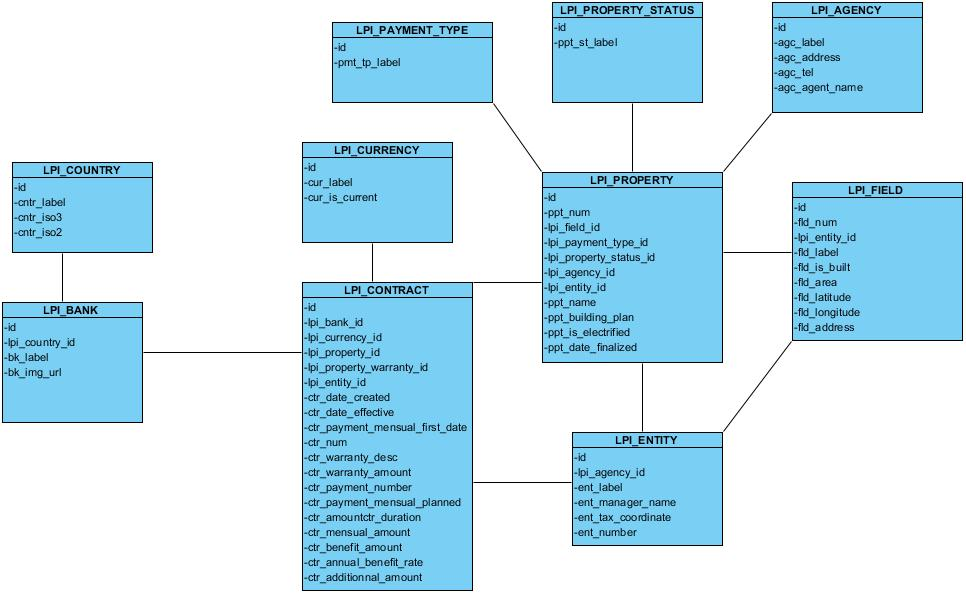 LPI_PAYMENT_TYPE
-id
-pmt_tp_label
LPI_PROPERTY_STATUS
-id
-ppt_st_label
LPI_AGENCY
-id
-agc_label
-agc_address
-agc_tel
-agc_agent_name
LPI_COUNTRY
-id
-cntr_label
-cntr_iso3
-cntr_iso2
LPI_CURRENCY
-id
-cur_label
-cur_is_current
LPI_PROPERTY
-id
-ppt_num
-lpi_field_id
-lpi_payment_type_id
-lpi_property_status_id
-lpi_agency_id
-lpi_entity_id
-ppt_name
-ppt_building_plan
-ppt_is_electrified
-ppt_date_finalized
LPI_FIELD
-id
-fld_num
-lpi_entity_id
-fld_label
-fld_is_built
-fld_area
-fld_latitude
-fld_longitude
-fld_address
LPI_BANK
-id
-lpi_country_id
-bk_label
-bk_img_url
LPI_CONTRACT
-id
-lpi_bank_id
-lpi_currency_id
-lpi_property_id
-lpi_property_warranty_id
-lpi_entity_id
-ctr_date_created
-ctr_date_effective
-ctr_payment_mensual_first_date
-ctr_num
-ctr_warranty_desc
-ctr_warranty_amount
-ctr_payment_number
-ctr_payment_mensual_planned
-ctr_amountctr_duration
-ctr_mensual_amount
-ctr_benefit_amount
-ctr_annual_benefit_rate
-ctr_additionnal_amount
LPI_ENTITY
-id
-lpi_agency_id
-ent_label
-ent_manager_name
-ent_tax_coordinate
-ent_number